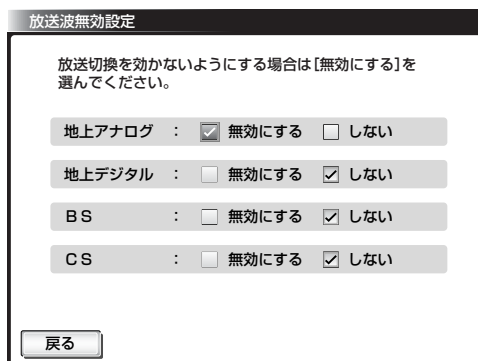 放送波無効設定
放送切換を効かないようにする場合は[無効にする]を
選んでください。
地上アナログ : 無効にする しない
地上デジタル : 無効にする しない
BS : 無効にする しない
CS : 無効にする しない
戻る